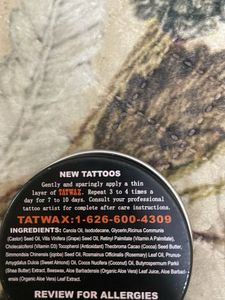 NEW TATTOOS
Gently and sparingly apply a thin
layer of TATWAX. Repeat 3 to 4 times a
day for 7 to 10 days. Consult your professional
tattoo artist for complete after care instructions.
TATWAX:1-626-600-4309
INGREDIENTS: Canola Oil, Isododecane, Glycerin,Ricinus Communis
(Castor) Seed Oil, Vitis Vinifera (Grape) Seed Oil, Retinyl Palmitate (Vitamin A Palmitate),
Cholecalciferol (Vitamin D3) Tocopherol (Antioxidant) Theobroma Cacao (Cocoa) Seed Butter,
Simmondsia Chinensis (jojoba) Seed Oil, Rosmarinus Officinalis (Rosemary) Leaf Oil, Prunus-
Amygdalus Dulcis (Sweet Almond) Oil, Cocos Nucifera (Coconut) Oil, Butyrospermum Parkii
(Shea Butter) Extract, Beeswax, Aloe Barbadensis (Organic Aloe Vera) Leaf Juice, Aloe Barbad-
ensis (Organic Aloe Vera) Leaf Extract.
REVIEW FOR ALLERGIES